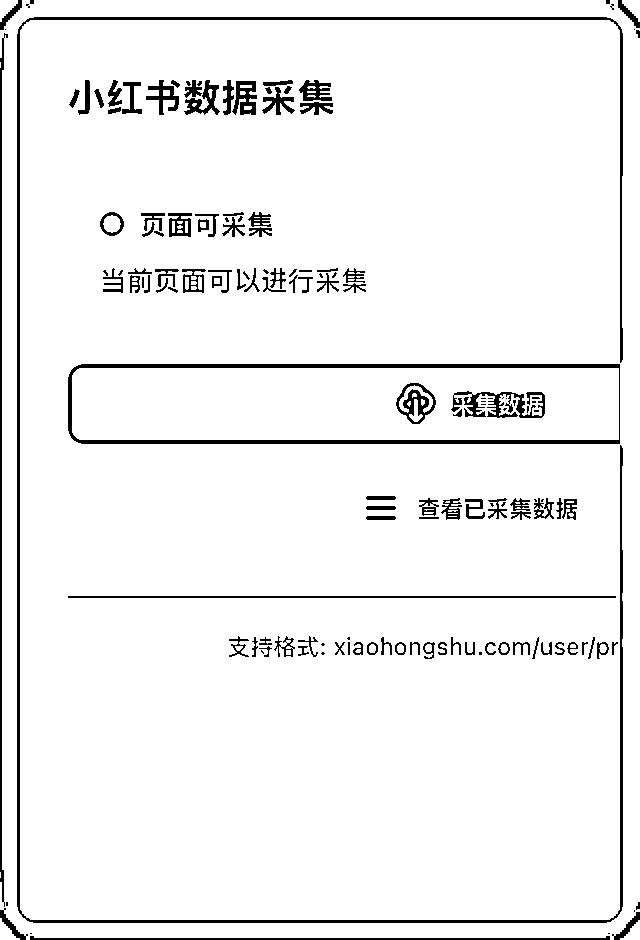 小红书数据采集
页面可采集
当前页面可以进行采集
采集数据
查看已采集数据
支持格式: xiaohongshu.com/user/pr